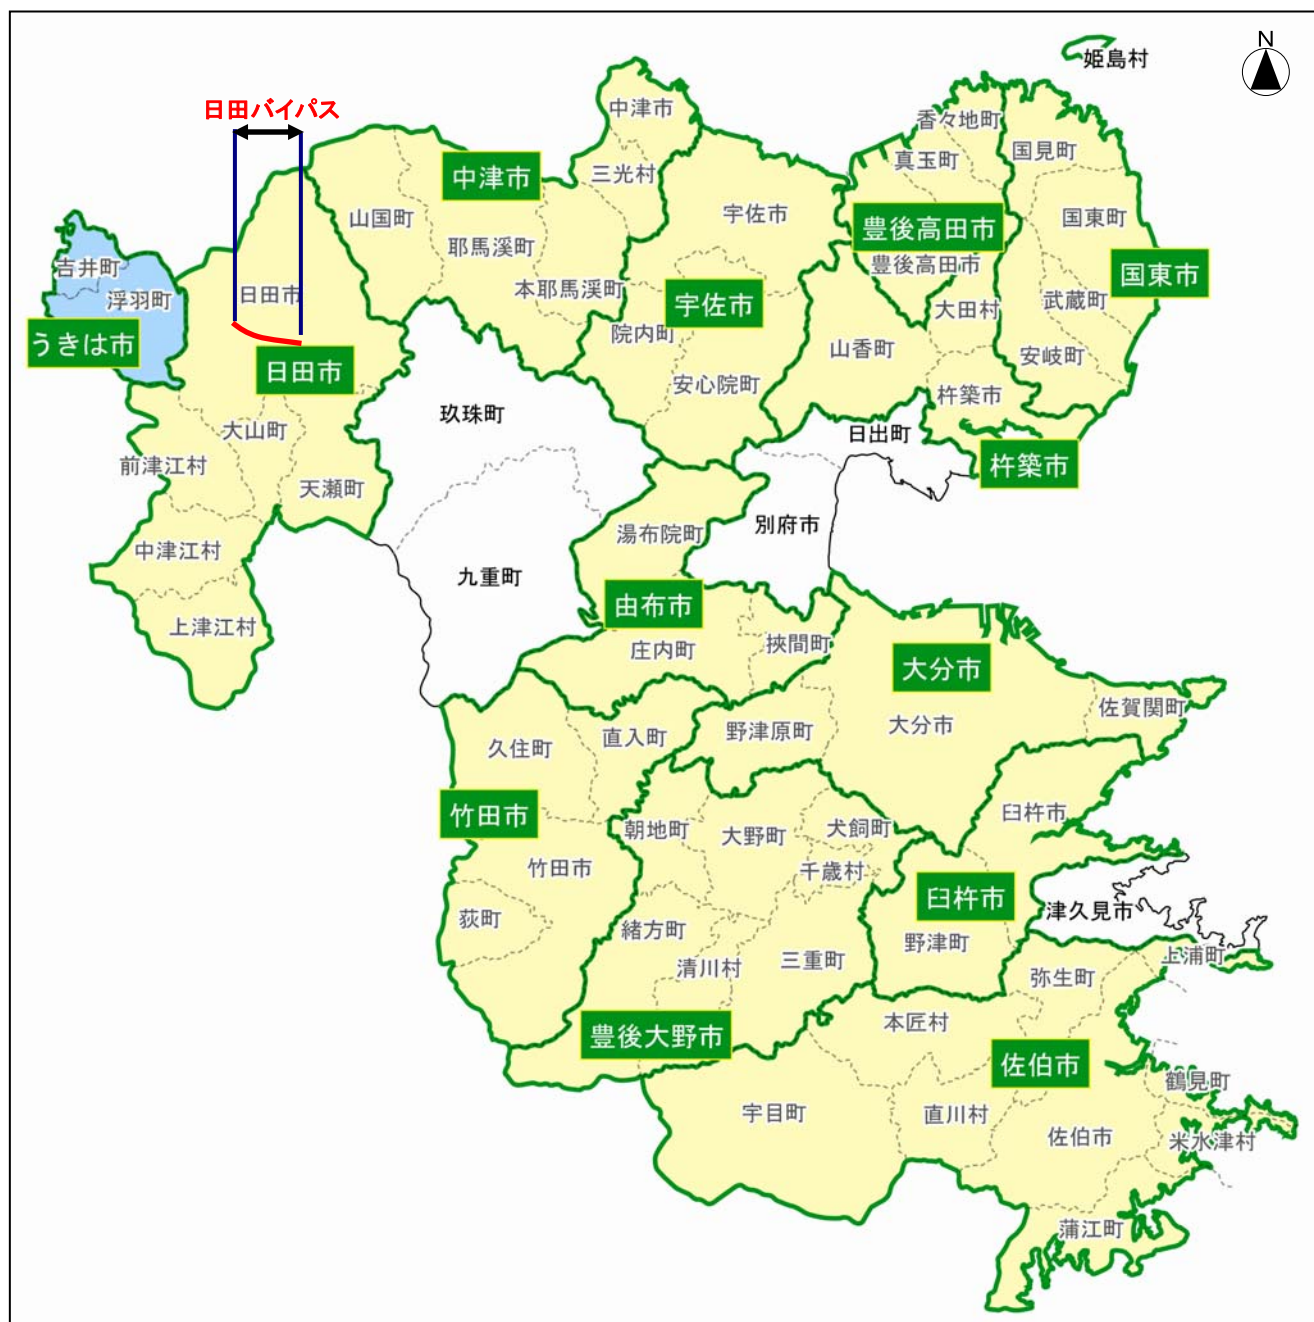 N
姫島村
日田バイパス
中津市
香々地町
真玉町
国見町
中津市
三光村
山国町
宇佐市
国東町
豊後高田市
耶馬溪町
豊後高田市
吉井町
浮羽町
日田市
本耶馬溪町
宇佐市
大田村
武蔵町
国東市
うきは市
院内町
山香町
安岐町
日田市
安心院町
杵築市
玖珠町
大山町
日出町
前津江村
天瀬町
杵築市
湯布院町
別府市
中津江村
九重町
由布市
上津江村
庄内町
挾間町
大分市
佐賀関町
久住町
直入町
野津原町
大分市
竹田市
朝地町
大野町
犬飼町
臼杵市
竹田市
千歳村
荻町
臼杵市
津久見市
緒方町
清川村
三重町
野津町
上浦町
弥生町
豊後大野市
本匠村
佐伯市
鶴見町
宇目町
直川村
佐伯市
米水津村
蒲江町